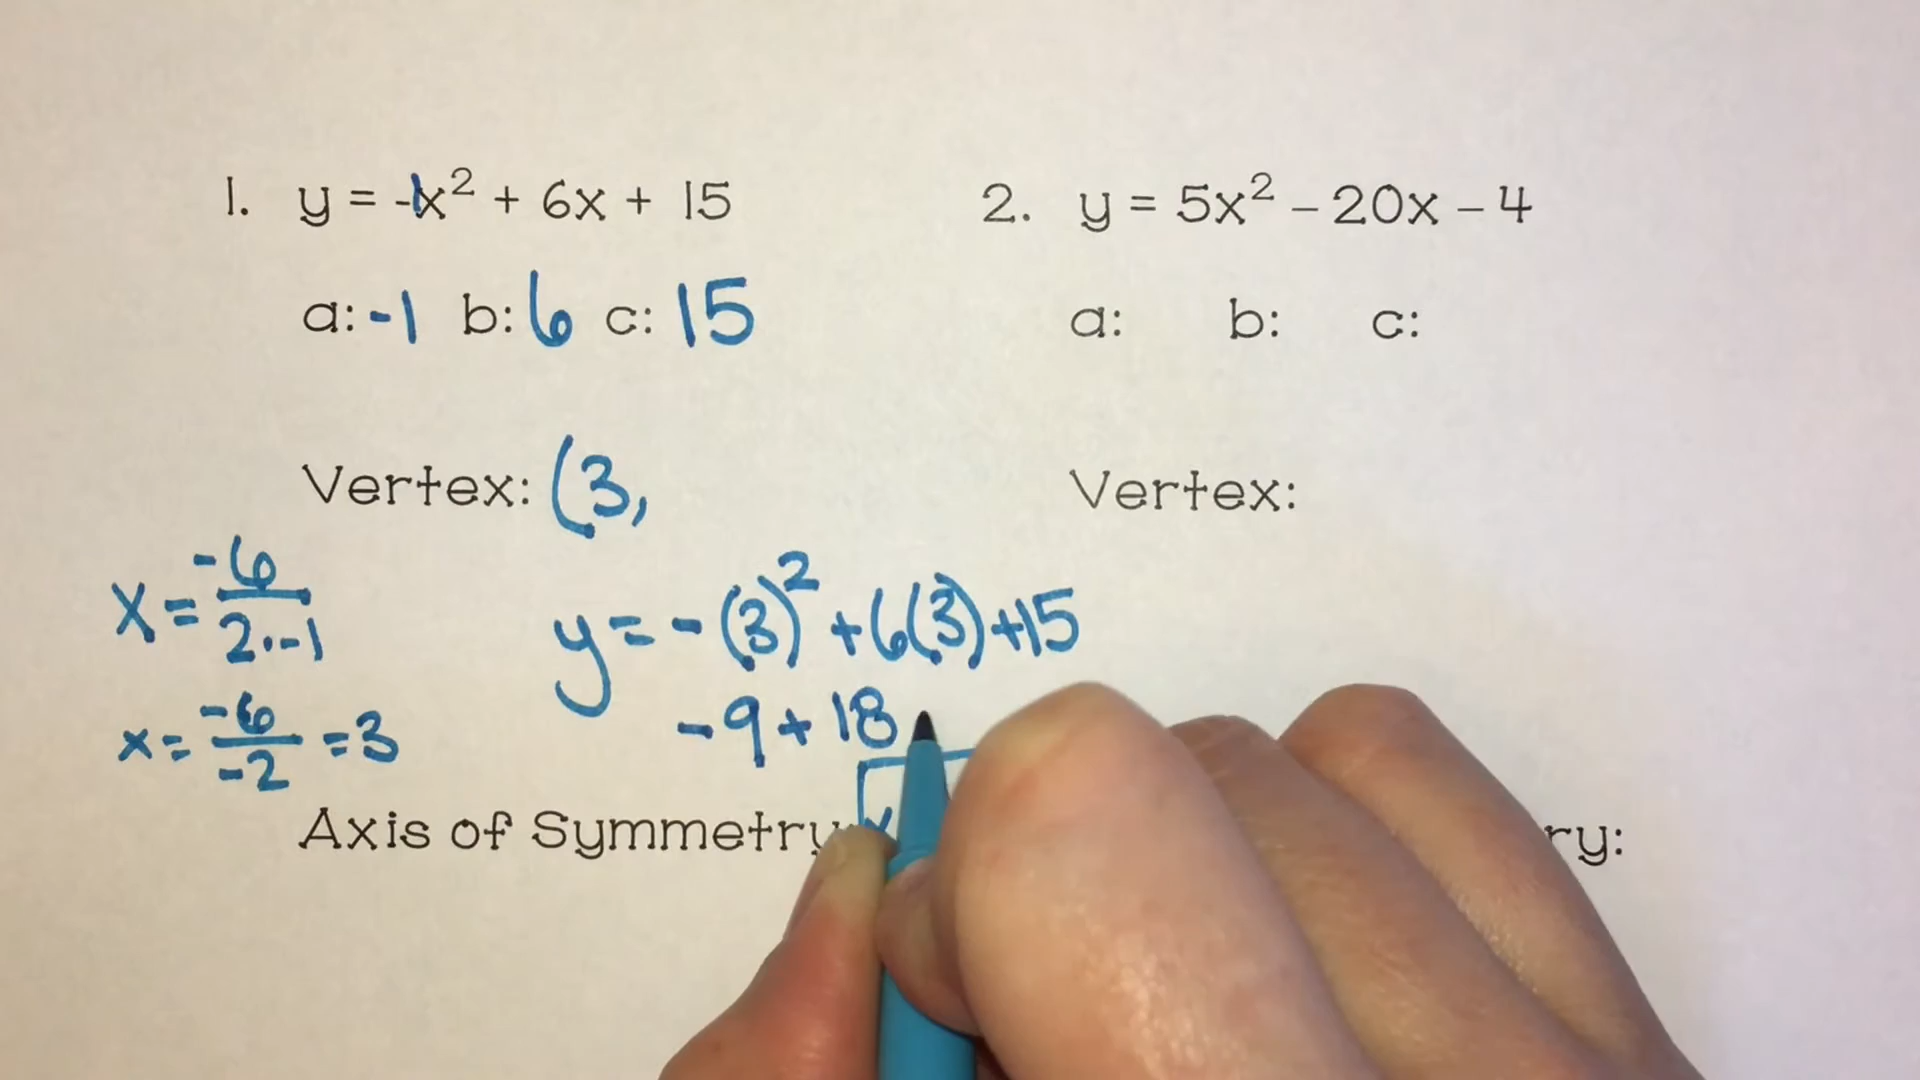 1. y = -1x² + 6x + 15
a: -1 b: 6 c: 15
Vertex: (3,
x = -6/2·-1
x = -6/-2 = 3
y = -(3)² + 6(3) + 15
-9 + 18
Axis of Symmetry
2. y = 5x² – 20x – 4
a: b: c:
Vertex:
ry: